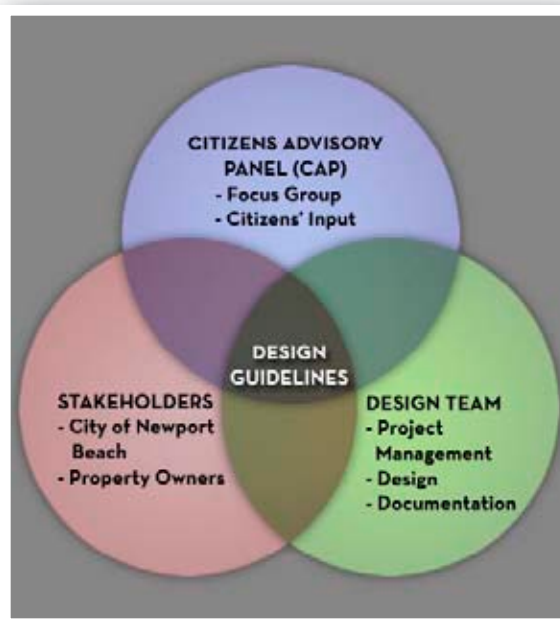 CITIZENS ADVISORY
PANEL (CAP)
- Focus Group
- Citizens' Input
DESIGN
GUIDELINES
STAKEHOLDERS
- City of Newport
Beach
- Property Owners
DESIGN TEAM
- Project
Management
- Design
- Documentation